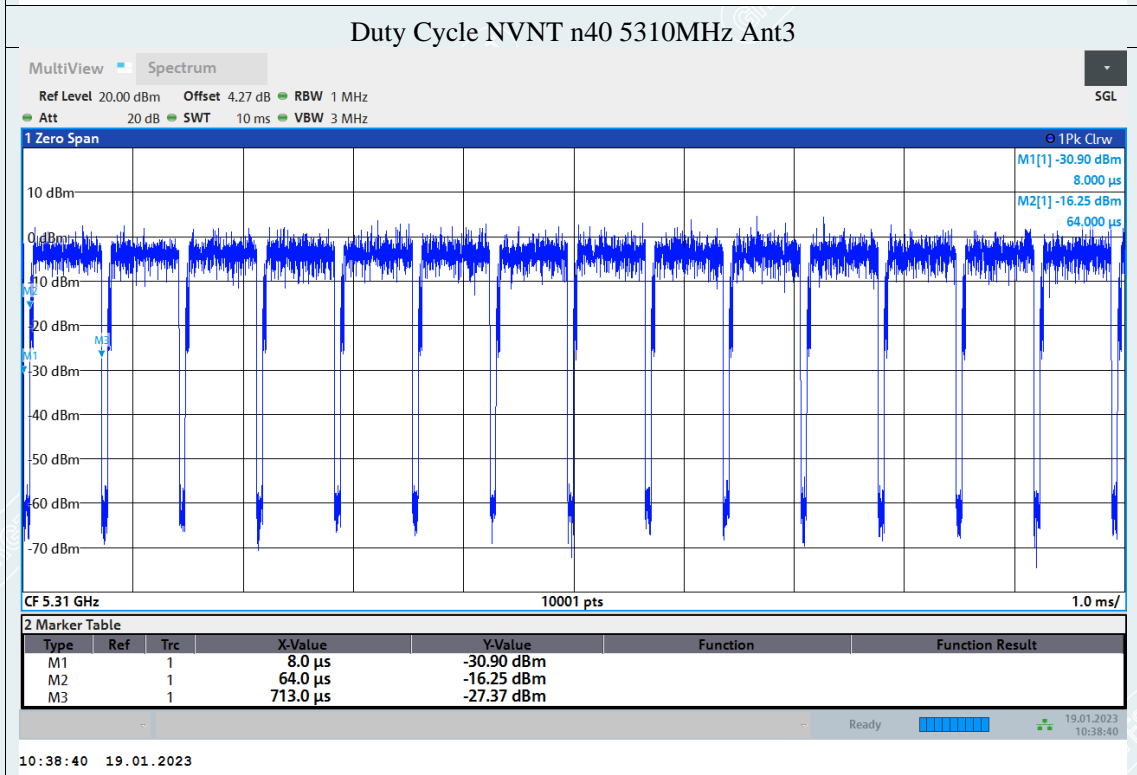 Duty Cycle NVNT n40 5310MHz Ant3
MultiView Spectrum
Ref Level 20.00 dBm Offset 4.27 dB RBW 1 MHz SGL
Att 20 dB SWT 10 ms VBW 3 MHz
1 Zero Span 1Pk Clrw
M1[1] -30.90 dBm
8.000 µs
M2[1] -16.25 dBm
64.000 µs
10 dBm
0 dBm
-10 dBm
M2
-20 dBm
M3
M1
-30 dBm
-40 dBm
-50 dBm
-60 dBm
-70 dBm
CF 5.31 GHz 10001 pts 1.0 ms/
2 Marker Table
Type Ref Trc X-Value Y-Value Function Function Result
M1 1 8.0 µs -30.90 dBm
M2 1 64.0 µs -16.25 dBm
M3 1 713.0 µs -27.37 dBm
Ready 19.01.2023
10:38:40
10:38:40 19.01.2023